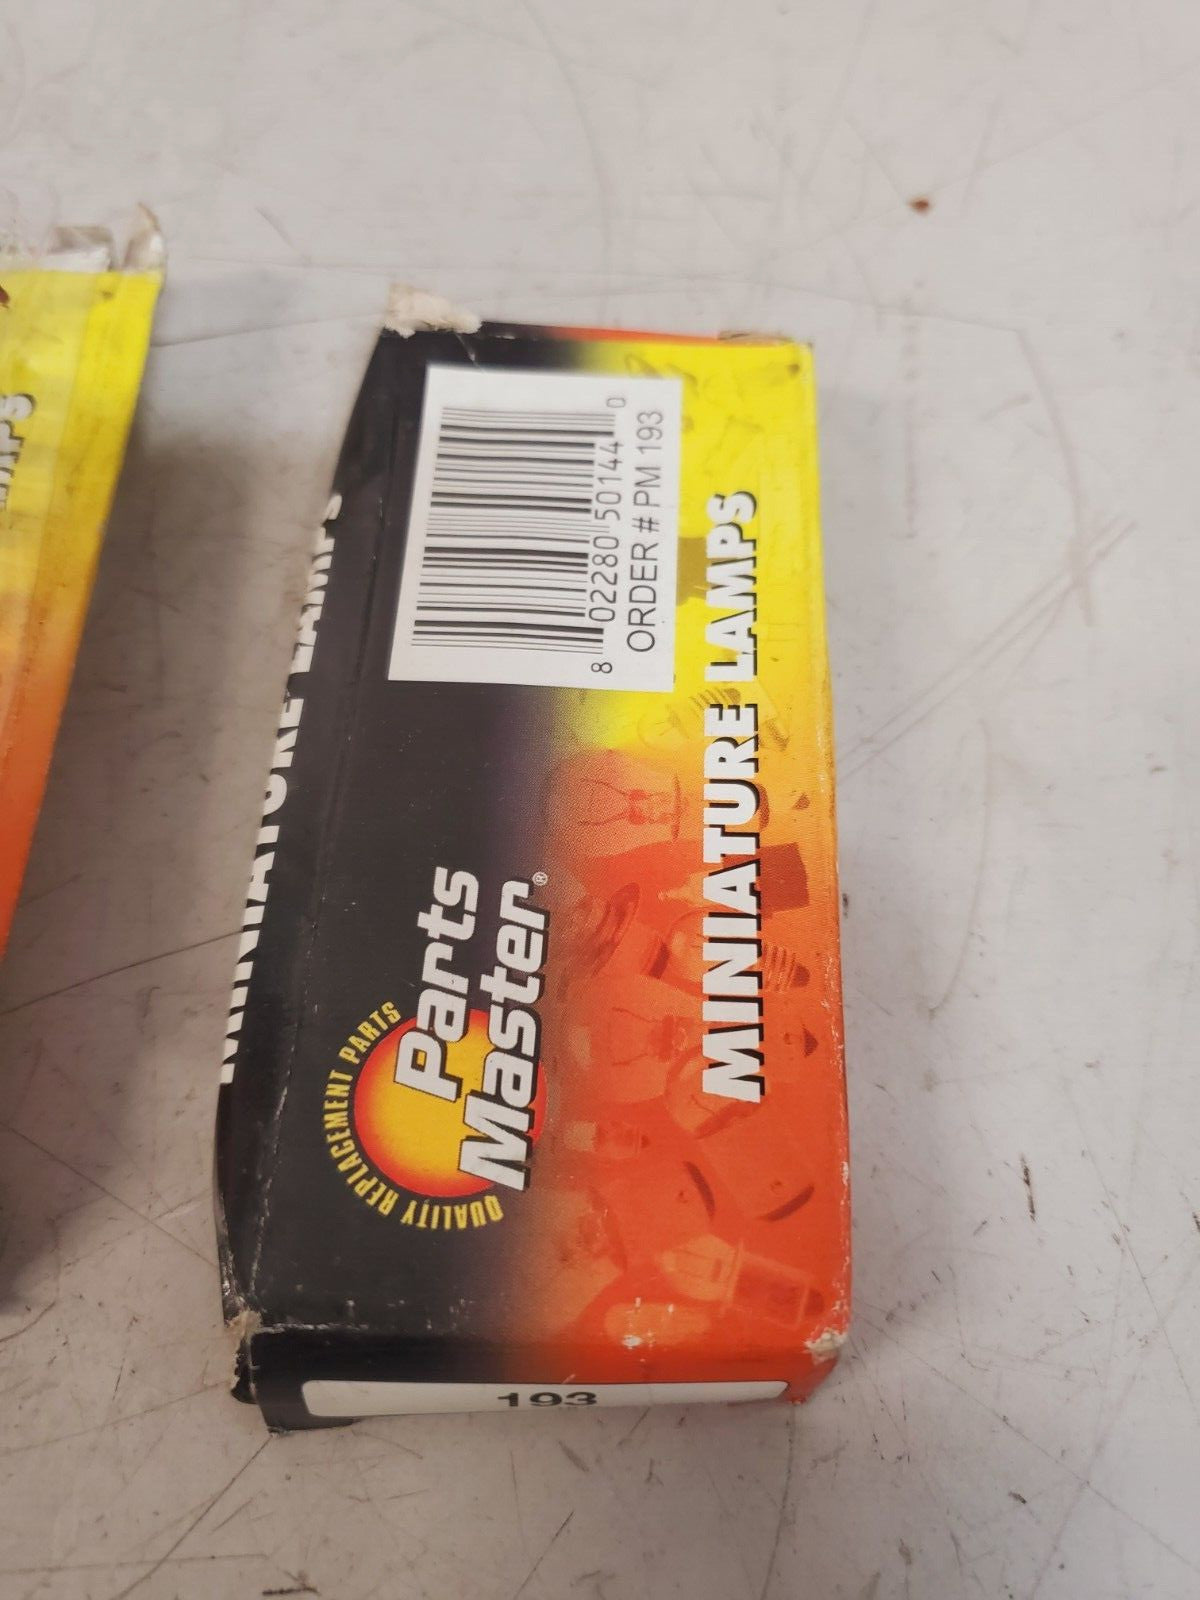 8 02280 50144 0
ORDER # PM 193
QUALITY REPLACEMENT PARTS
Parts
Master®
MINIATURE LAMPS
MINIATURE LAMPS
193